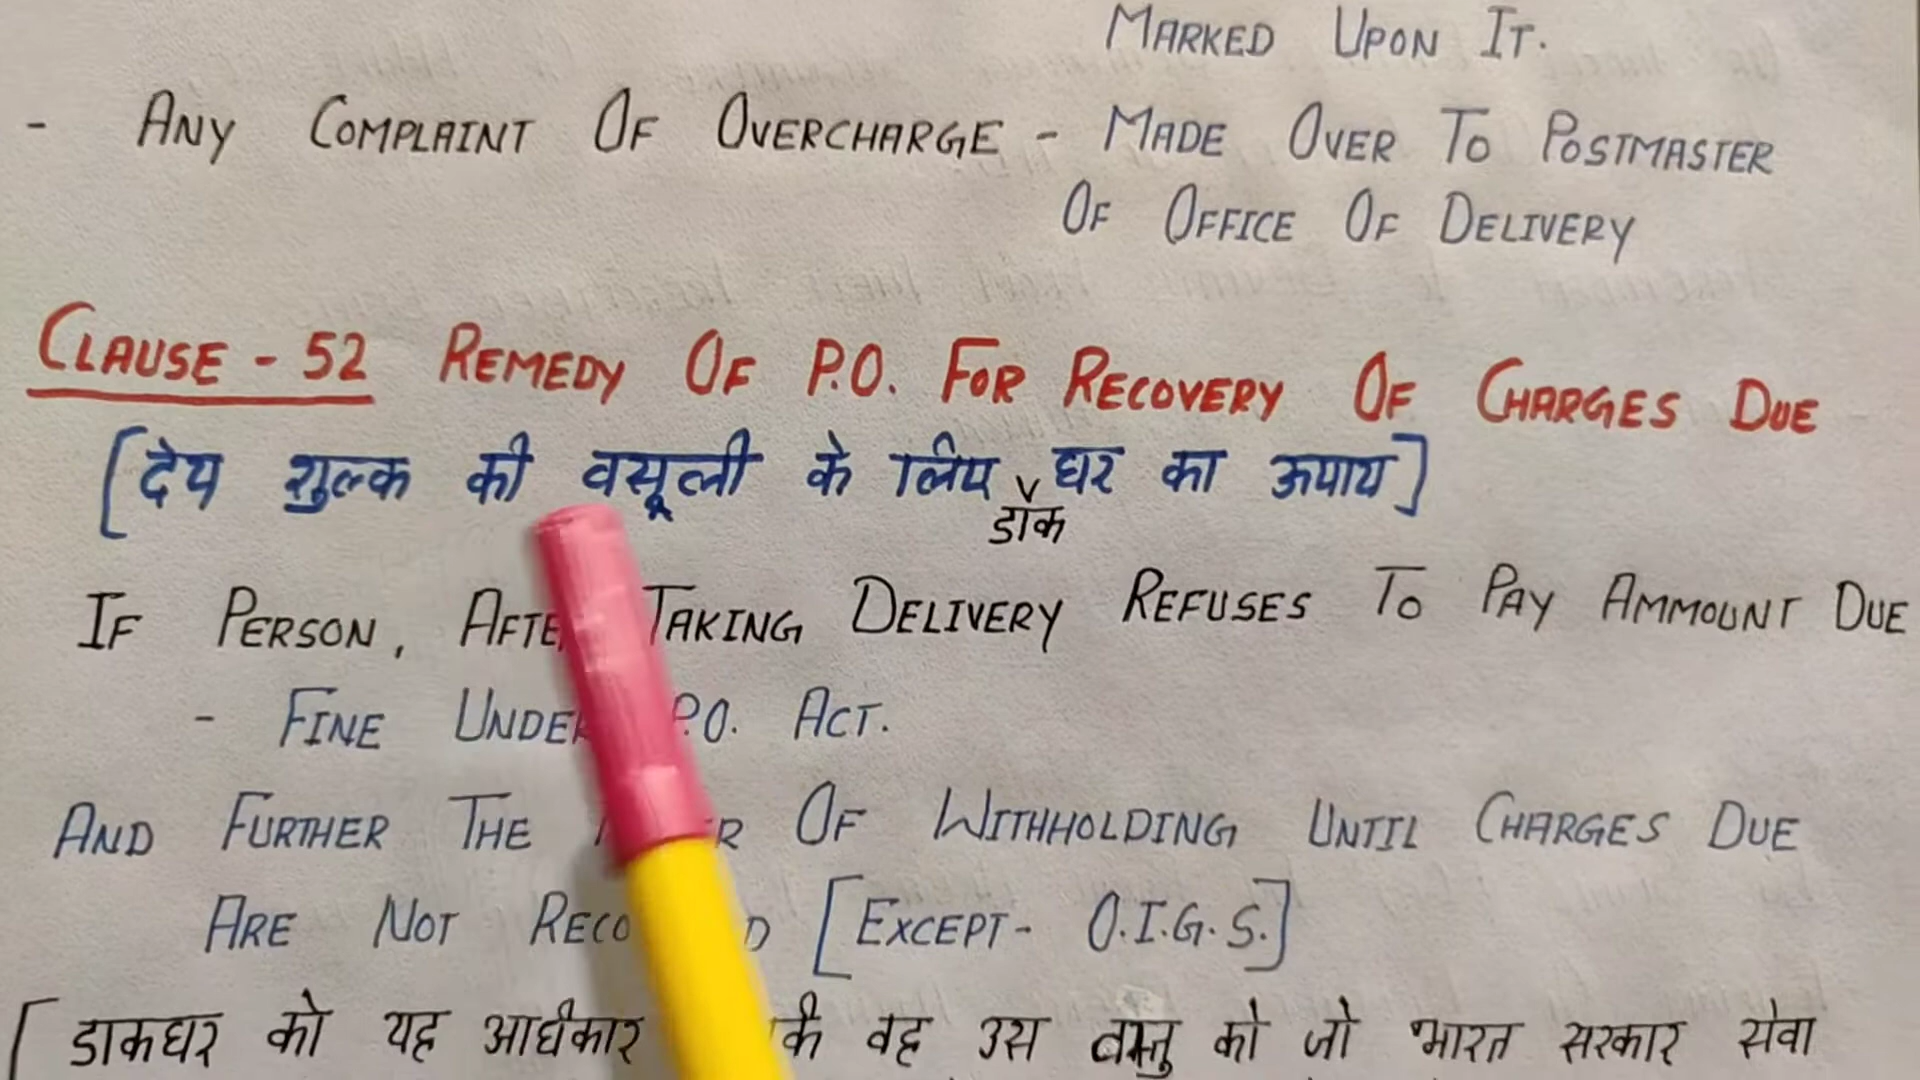 MARKED UPON IT.
- ANY COMPLAINT OF OVERCHARGE - MADE OVER TO POSTMASTER
OF OFFICE OF DELIVERY
CLAUSE - 52 REMEDY OF P.O. FOR RECOVERY OF CHARGES DUE
[देय शुल्क की वसूली के लिए डाक घर का ऊपाय]
IF PERSON, AFTE TAKING DELIVERY REFUSES TO PAY AMMOUNT DUE
- FINE UNDER P.O. ACT.
AND FURTHER THE OF WITHHOLDING UNTIL CHARGES DUE
ARE NOT [EXCEPT - O.I.G.S.]
[डाकघर को यह अधिकार कि वह उस वस्तु को जो भारत सरकार सेवा